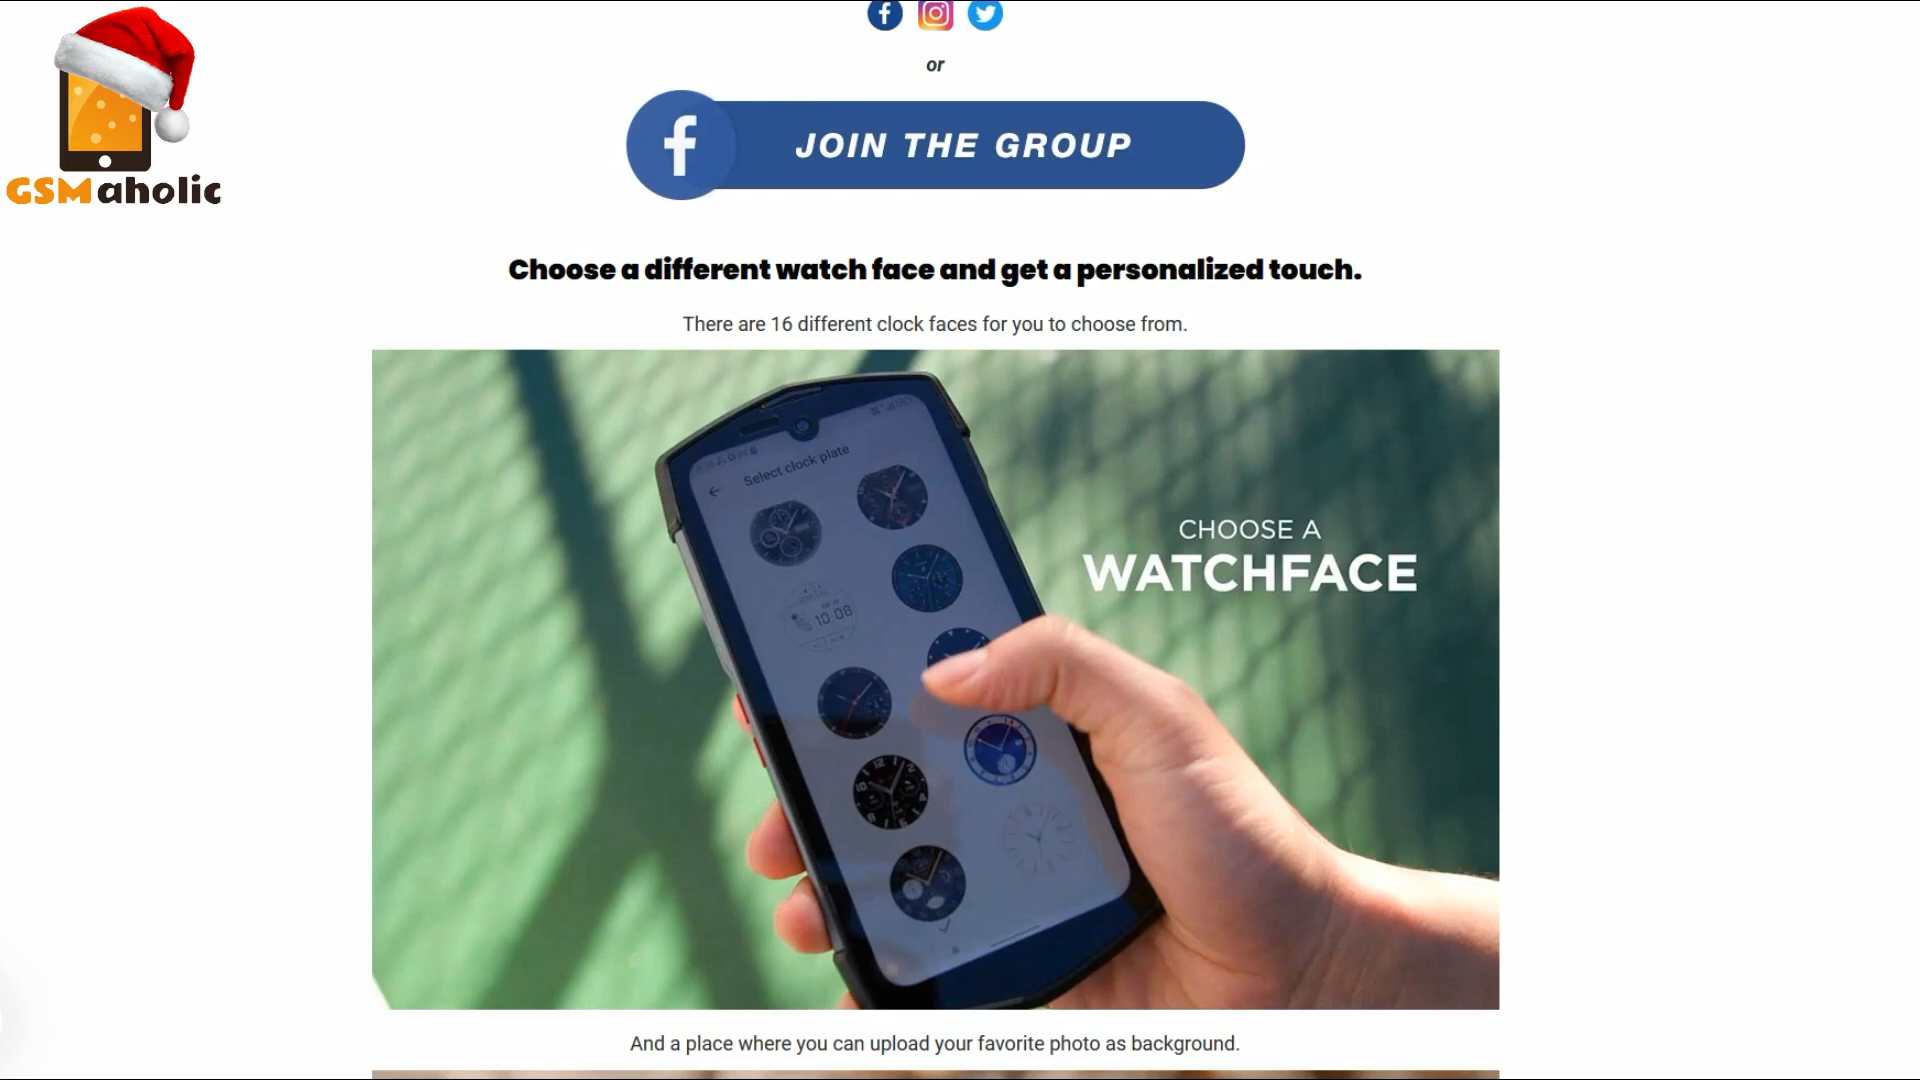 or
f JOIN THE GROUP
GSMaholic
Choose a different watch face and get a personalized touch.
There are 16 different clock faces for you to choose from.
Select clock plate
10:08
CHOOSE A
WATCHFACE
And a place where you can upload your favorite photo as background.